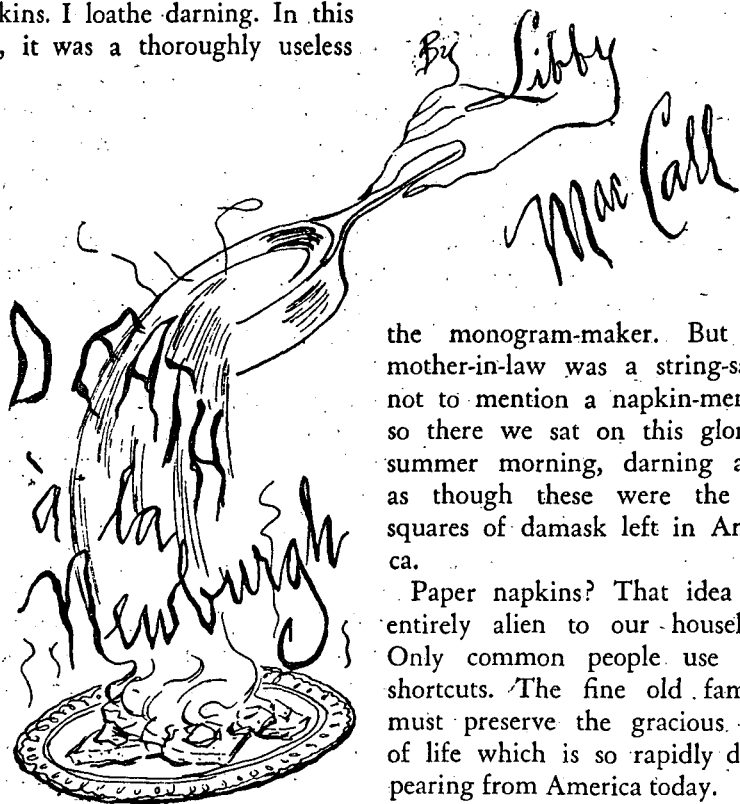 kins. I loathe darning. In this
, it was a thoroughly useless
By Libby
Mac Call
DEATH
à la
Newburgh
the monogram-maker. But
mother-in-law was a string-sa
not to mention a napkin-men
so there we sat on this glor
summer morning, darning a
as though these were the
squares of damask left in Am
ca.
Paper napkins? That idea
entirely alien to our househ
Only common people use
shortcuts. The fine old fam
must preserve the gracious
of life which is so rapidly d
pearing from America today.